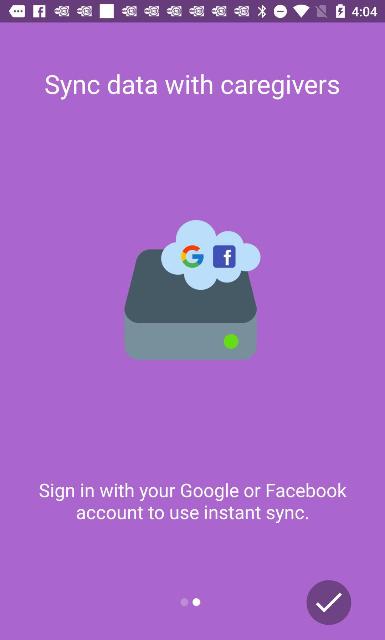 4:04
Sync data with caregivers
Sign in with your Google or Facebook
account to use instant sync.